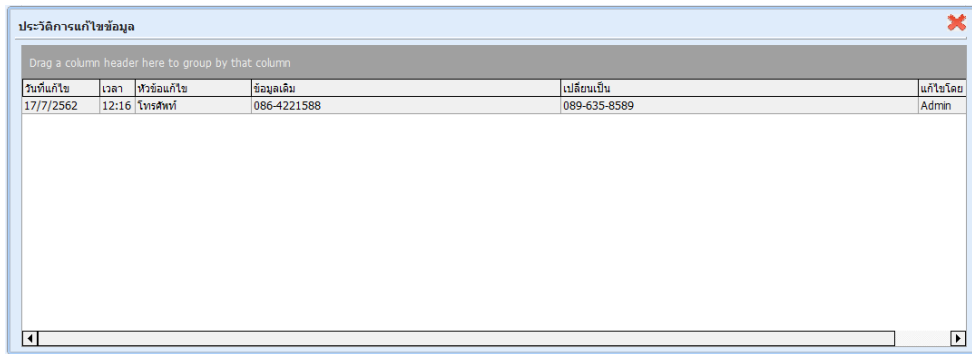 ประวัติการแก้ไขข้อมูล
Drag a column header here to group by that column
วันที่แก้ไข เวลา หัวข้อแก้ไข ข้อมูลเดิม เปลี่ยนเป็น แก้ไขโดย
17/7/2562 12:16 โทรศัพท์ 086-4221588 089-635-8589 Admin